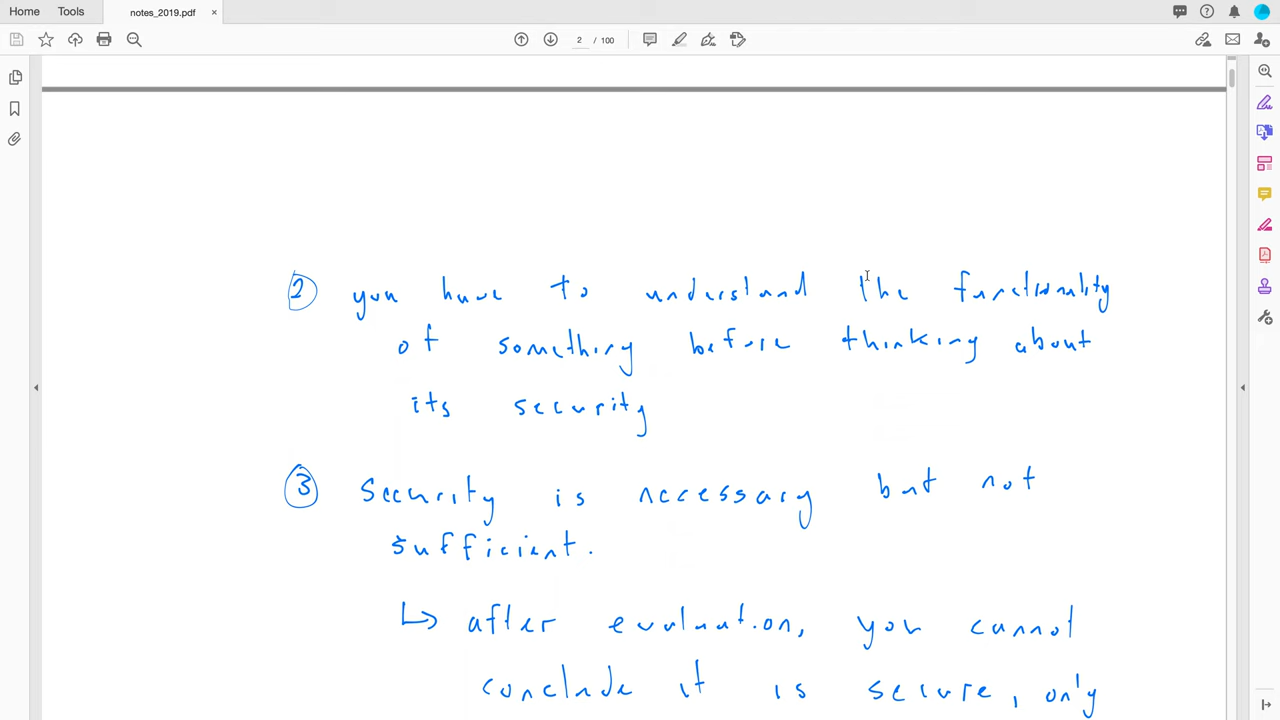 Home Tools notes_2019.pdf ×
2 / 100
② you have to understand the functionality
of something before thinking about
its security
③ Security is necessary but not
sufficient.
↳ after evaluation, you cannot
conclude it is secure, only